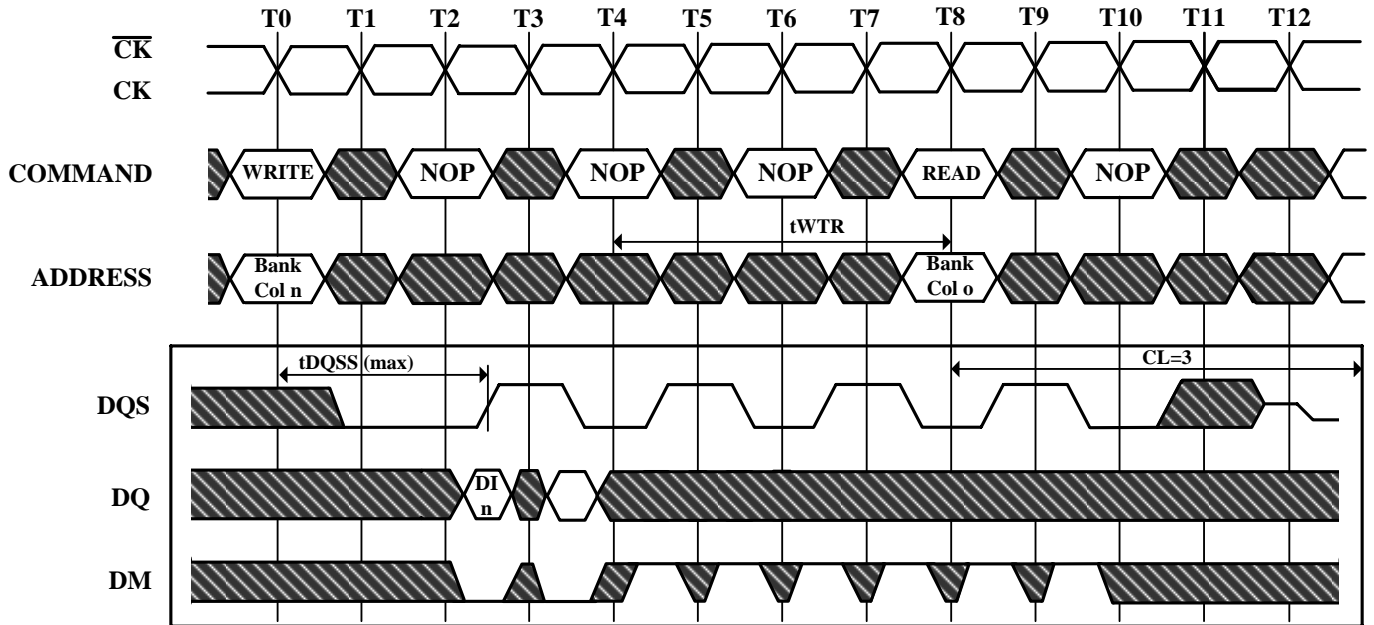 T0 T1 T2 T3 T4 T5 T6 T7 T8 T9 T10 T11 T12
CK
CK
COMMAND WRITE NOP NOP NOP READ NOP
tWTR
ADDRESS Bank Col n Bank Col o
tDQSS (max) CL=3
DQS
DQ DI n
DM